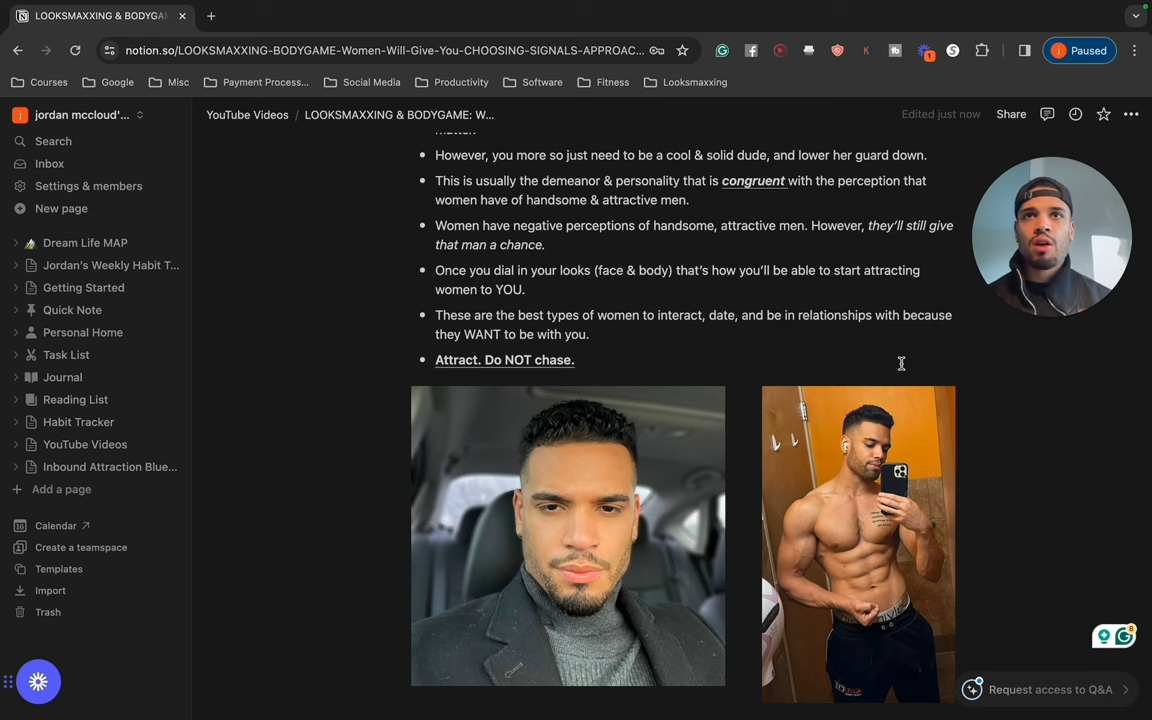 LOOKSMAXXING & BODYGA
notion.so/LOOKSMAXXING-BODYGAME-Women-Will-Give-You-CHOOSING-SIGNALS-APPROAC...
1
j Paused
Courses
Google
Misc
Payment Process...
Social Media
Productivity
Software
Fitness
Looksmaxxing
j jordan mccloud'...
YouTube Videos / LOOKSMAXXING & BODYGAME: W...
Edited just now
Share
Search
Inbox
Settings & members
New page
Dream Life MAP
Jordan's Weekly Habit T...
Getting Started
Quick Note
Personal Home
Task List
Journal
Reading List
Habit Tracker
YouTube Videos
Inbound Attraction Blue...
Add a page
Calendar
Create a teamspace
Templates
Import
Trash
However, you more so just need to be a cool & solid dude, and lower her guard down.
This is usually the demeanor & personality that is congruent with the perception that
women have of handsome & attractive men.
Women have negative perceptions of handsome, attractive men. However, they'll still give
that man a chance.
Once you dial in your looks (face & body) that's how you'll be able to start attracting
women to YOU.
These are the best types of women to interact, date, and be in relationships with because
they WANT to be with you.
Attract. Do NOT chase.
Request access to Q&A